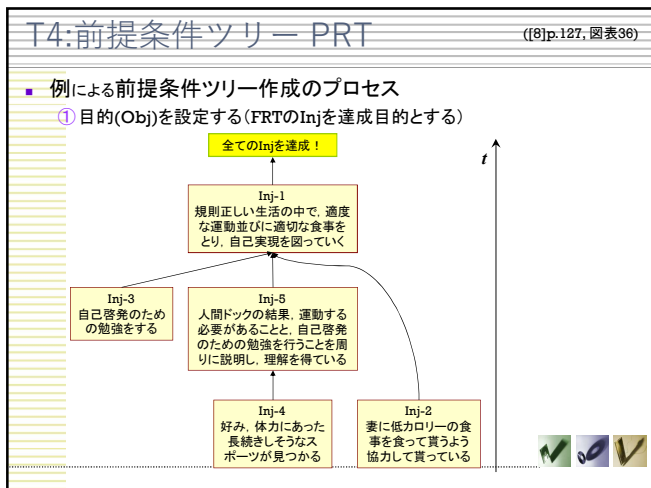 T4:前提条件ツリー PRT
([8]p.127, 図表36)
例による前提条件ツリー作成のプロセス
①目的(Obj)を設定する(FRTのInjを達成目的とする)
全てのInjを達成！
t
Inj-1
規則正しい生活の中で，適度
な運動並びに適切な食事を
とり，自己実現を図っていく
Inj-3
自己啓発のため
の勉強をする
Inj-5
人間ドックの結果，運動する
必要があることと，自己啓発
のための勉強を行うことを周
りに説明し，理解を得ている
Inj-4
好み，体力にあった
長続きしそうなス
ポーツが見つかる
Inj-2
妻に低カロリーの食
事を食って貰うよう
協力して貰っている